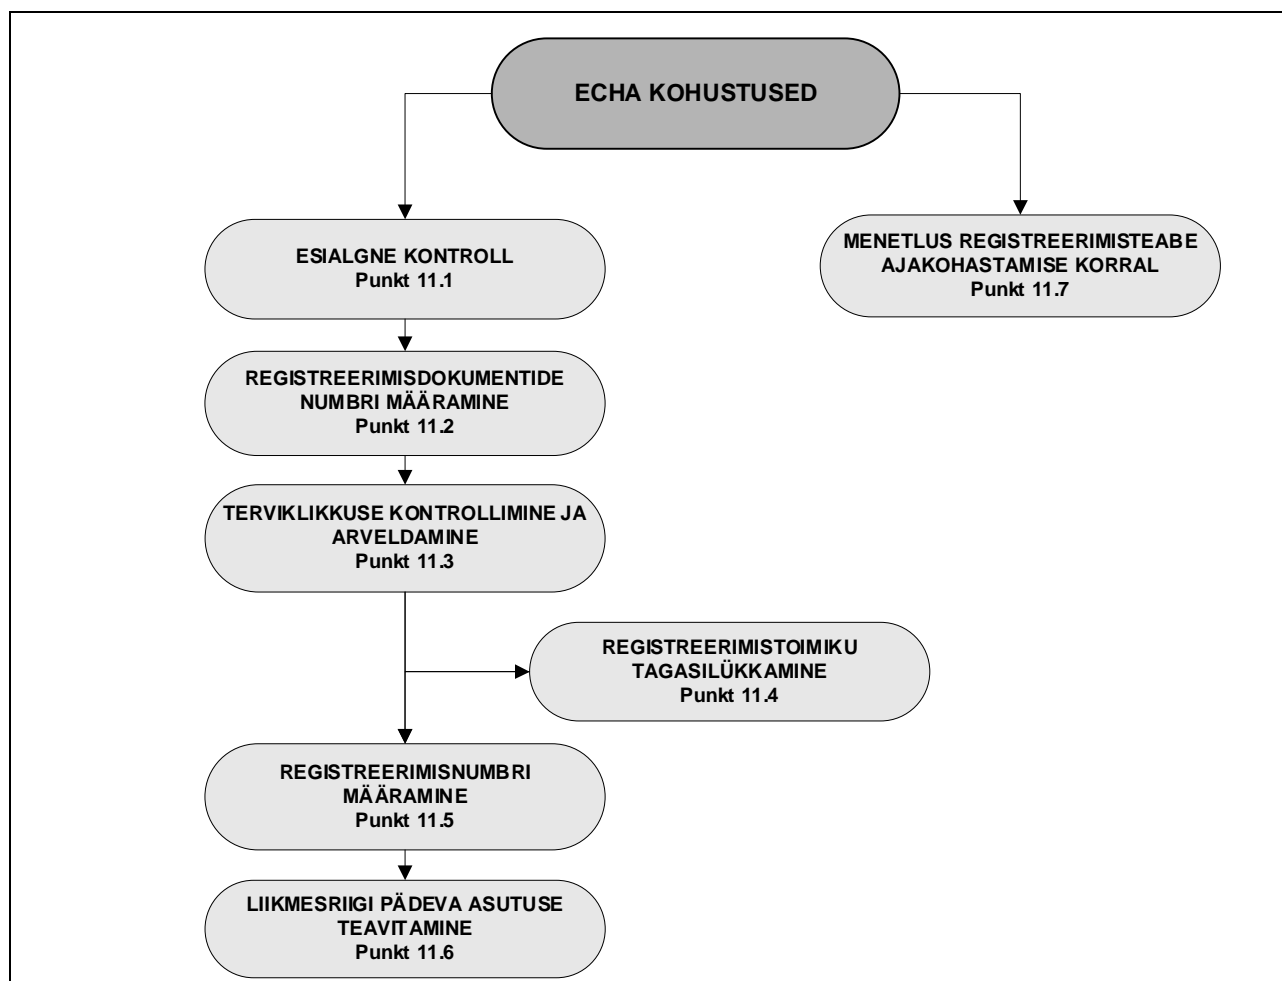 ECHA KOHUSTUSED
ESIALGNE KONTROLL
Punkt 11.1
MENETLUS REGISTREERIMISTEABE
AJAKOHASTAMISE KORRAL
Punkt 11.7
REGISTREERIMISDOKUMENTIDE
NUMBRI MÄÄRAMINE
Punkt 11.2
TERVIKLIKKUSE KONTROLLIMINE JA
ARVELDAMINE
Punkt 11.3
REGISTREERIMISTOIMIKU
TAGASILÜKKAMINE
Punkt 11.4
REGISTREERIMISNUMBRI
MÄÄRAMINE
Punkt 11.5
LIIKMESRIIGI PÄDEVA ASUTUSE
TEAVITAMINE
Punkt 11.6